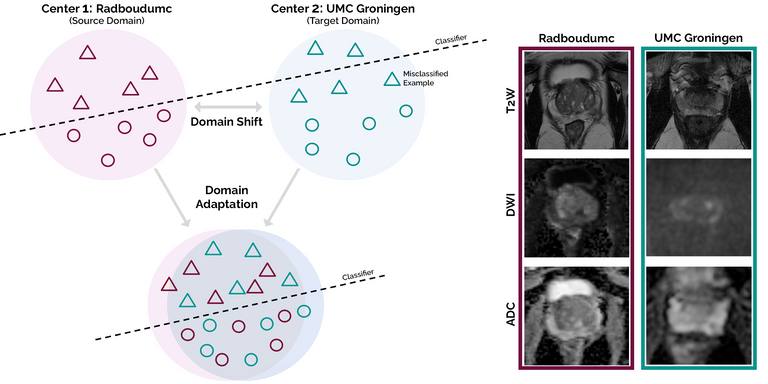 Center 1: Radboudumc
(Source Domain)
Center 2: UMC Groningen
(Target Domain)
Classifier
Misclassified
Example
Domain Shift
Domain
Adaptation
Classifier
Radboudumc
UMC Groningen
T2W
DWI
ADC